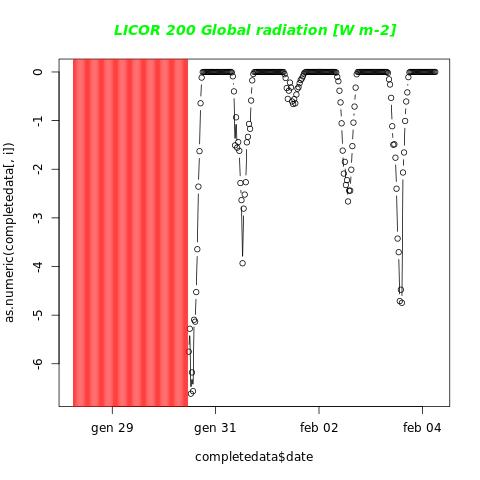 LICOR 200 Global radiation [W m-2]
as.numeric(completedata[, i])
0
-1
-2
-3
-4
-5
-6
gen 29 gen 31 feb 02 feb 04
completedata$date